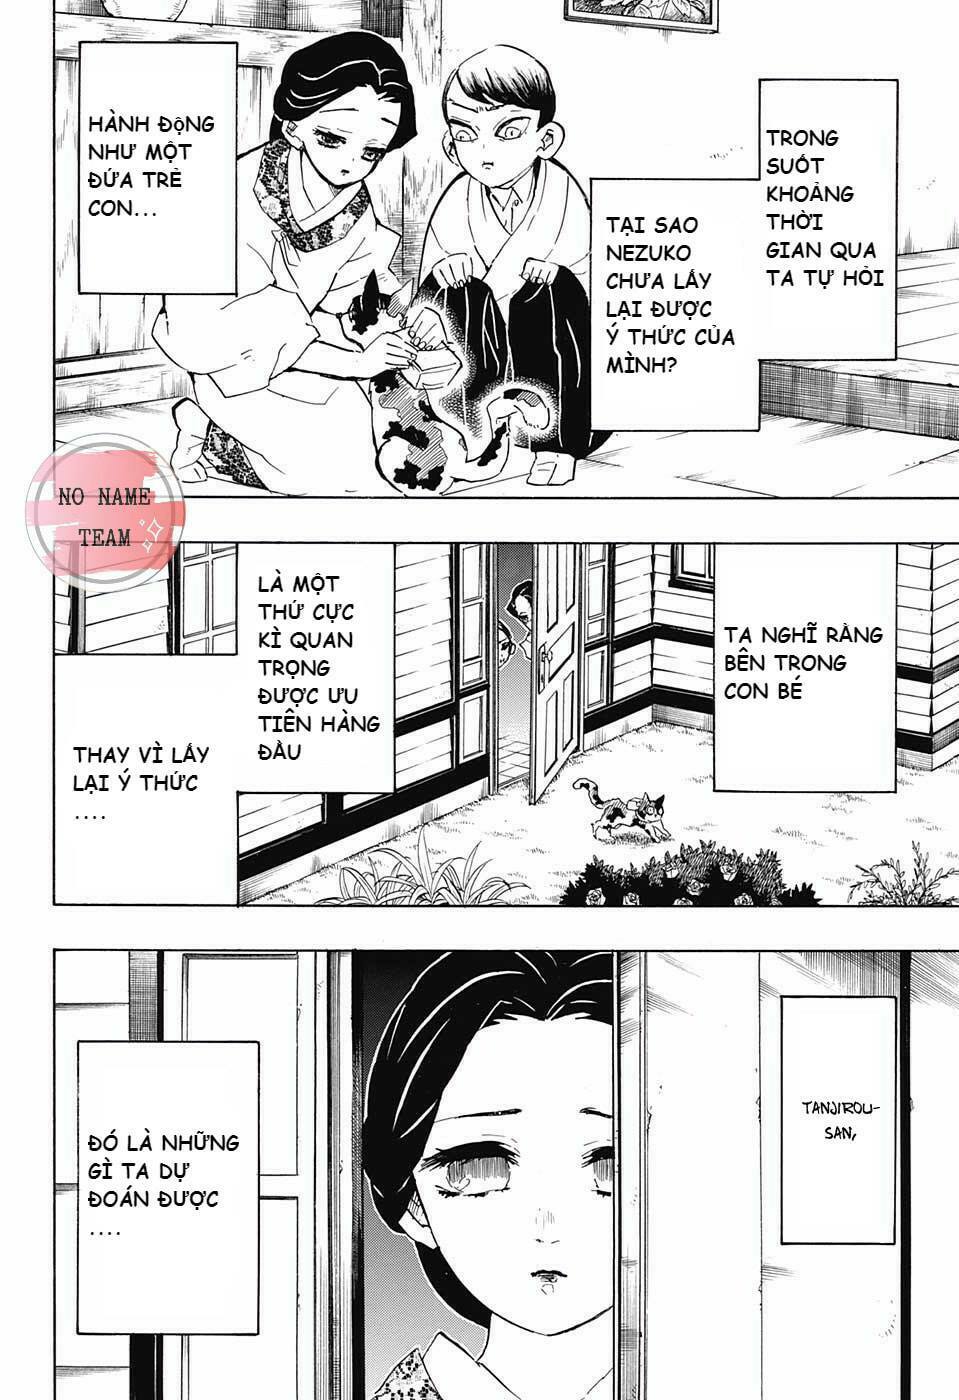 TRONG
SUỐT
KHOẢNG
THỜI
GIAN QUA
TA TỰ HỎI
TẠI SAO
NEZUKO
CHƯA LẤY
LẠI ĐƯỢC
Ý THỨC CỦA
MÌNH?
HÀNH ĐỘNG
NHƯ MỘT
ĐỨA TRẺ
CON...
NO NAME
TEAM
TA NGHĨ RẰNG
BÊN TRONG
CON BÉ
LÀ MỘT
THỨ CỰC
KÌ QUAN
TRỌNG
ĐƯỢC ƯU
TIÊN HÀNG
ĐẦU
THAY VÌ LẤY
LẠI Ý THỨC
....
TANJIROU-
SAN,
ĐÓ LÀ NHỮNG
GÌ TA DỰ
ĐOÁN ĐƯỢC
....